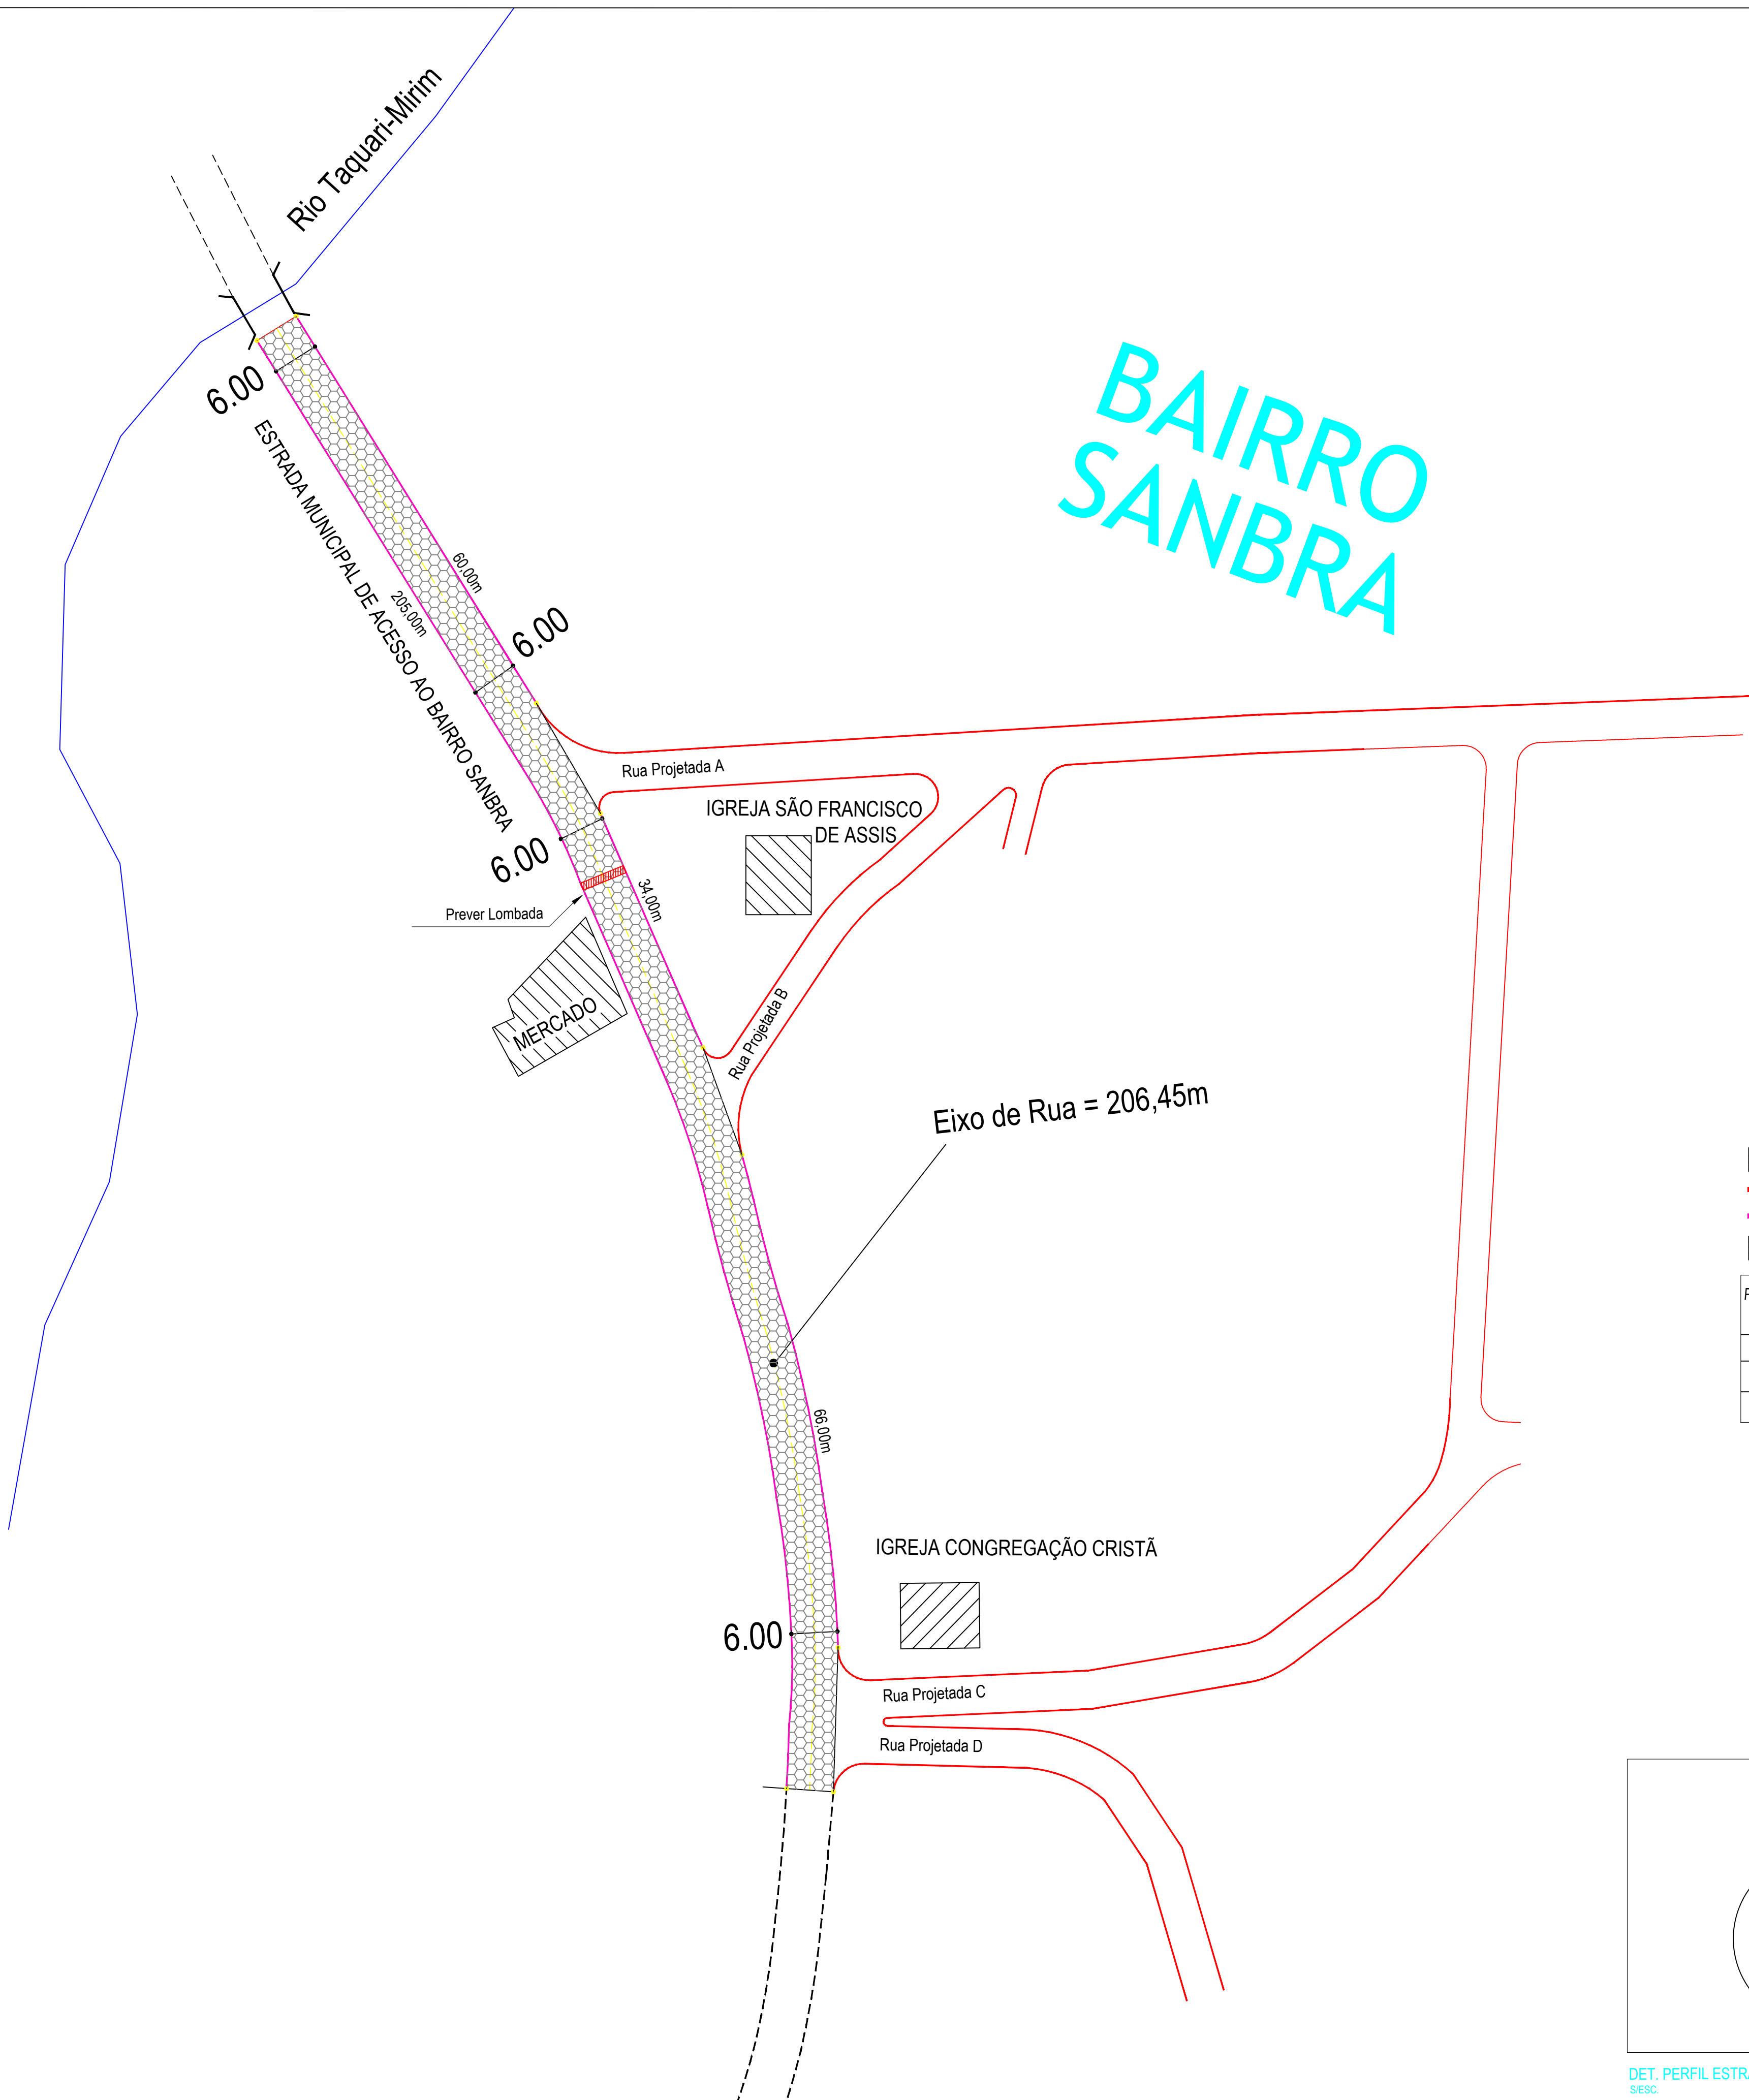 Rio Taquari-Mirim
6.00
ESTRADA MUNICIPAL DE ACESSO AO BAIRRO SANBRA
60,00m
205,00m
6.00
BAIRRO
SANBRA
Rua Projetada A
IGREJA SÃO FRANCISCO
DE ASSIS
6.00
34,00m
Prever Lombada
MERCADO
Rua Projetada B
Eixo de Rua = 206,45m
66,00m
IGREJA CONGREGAÇÃO CRISTÃ
6.00
Rua Projetada C
Rua Projetada D
DET. PERFIL
S/ESC.